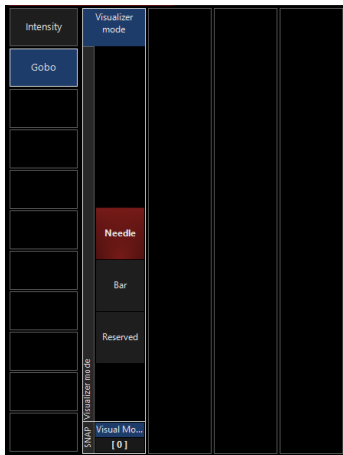 Intensity
Visualizer
mode
Gobo
Needle
Bar
Reserved
Visualizer mode
SNAP
Visual Mo...
[ 0 ]